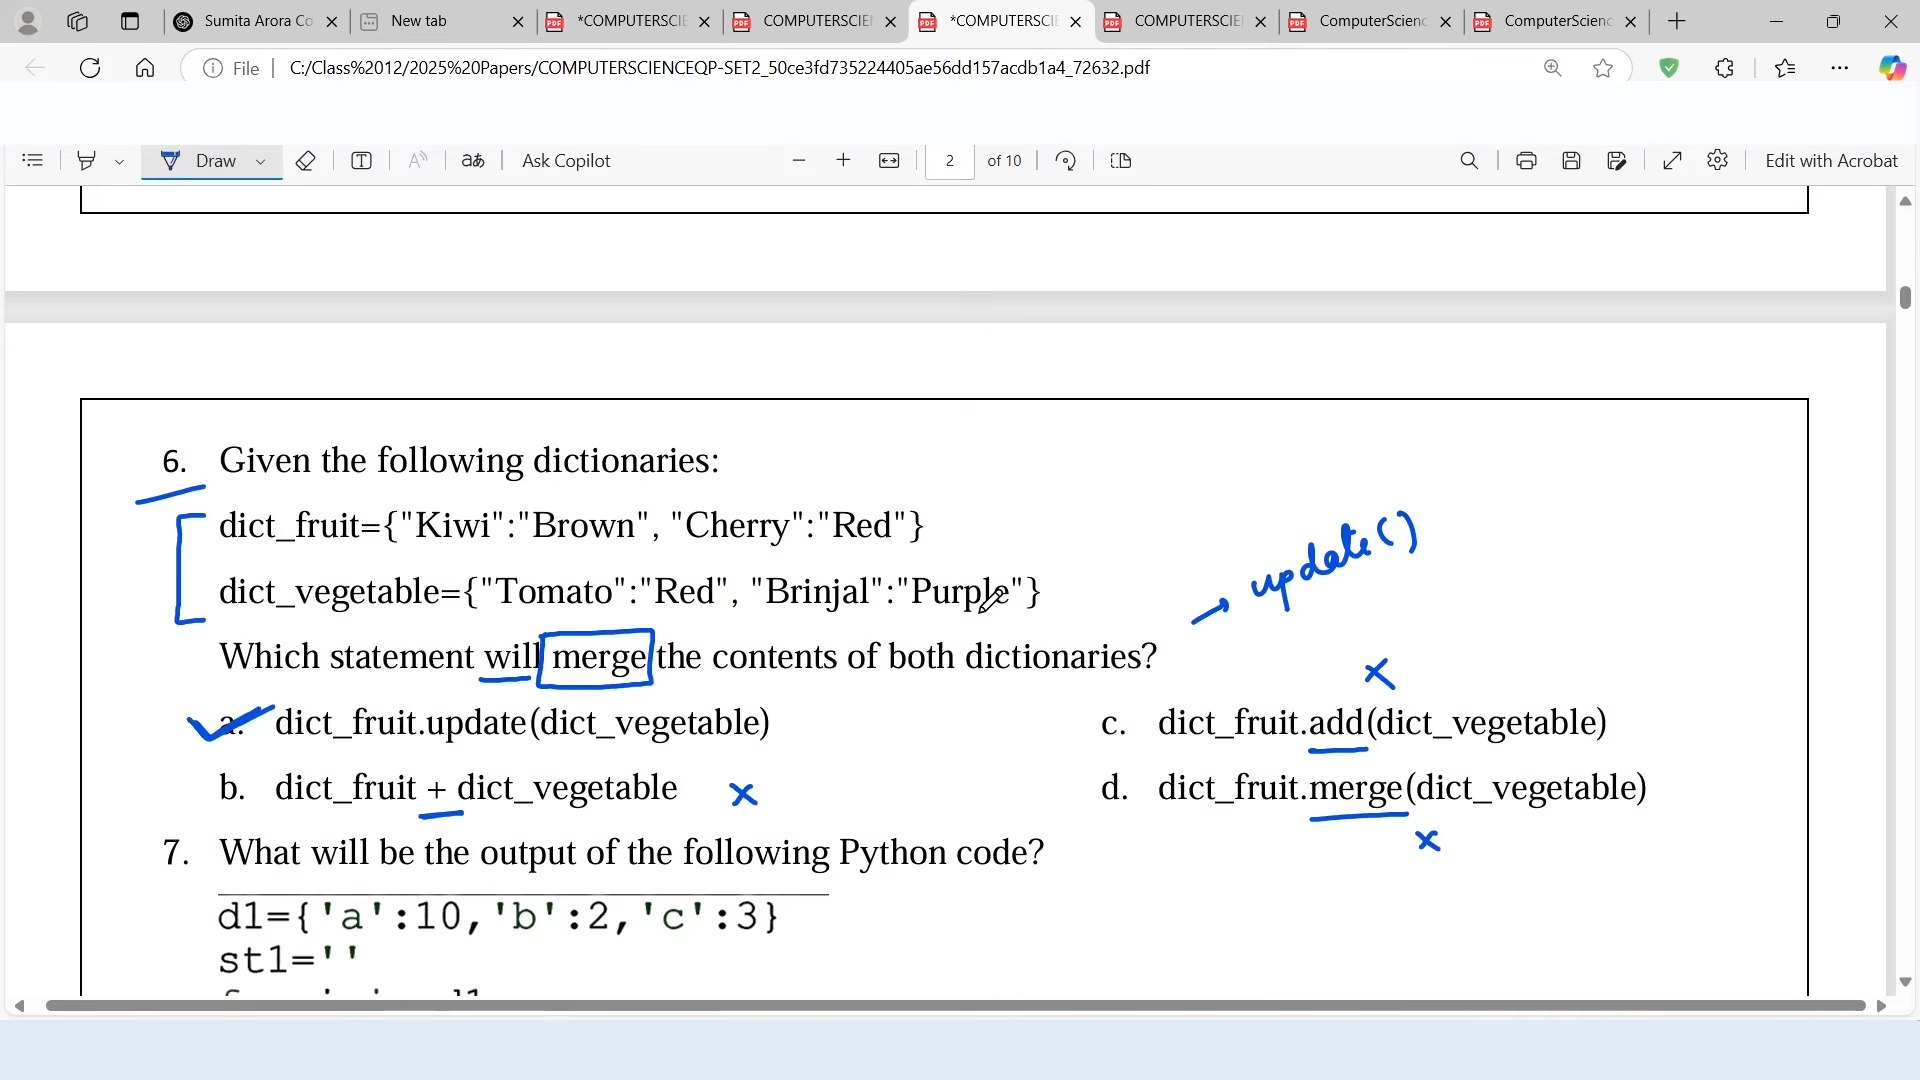 Sumita Arora Co
New tab
*COMPUTERSCIE
COMPUTERSCIEN
*COMPUTERSCIE
COMPUTERSCIE
ComputerScienc
ComputerScienc
File
C:/Class%2012/2025%20Papers/COMPUTERSCIENCEQP-SET2_50ce3fd735224405ae56dd157acdb1a4_72632.pdf
Draw
Ask Copilot
2 of 10
Edit with Acrobat
6. Given the following dictionaries:
dict_fruit={"Kiwi":"Brown", "Cherry":"Red"}
update()
dict_vegetable={"Tomato":"Red", "Brinjal":"Purple"}
Which statement will merge the contents of both dictionaries?
a. dict_fruit.update(dict_vegetable)
c. dict_fruit.add(dict_vegetable)
b. dict_fruit + dict_vegetable
d. dict_fruit.merge(dict_vegetable)
7. What will be the output of the following Python code?
d1={'a':10,'b':2,'c':3}
st1=''